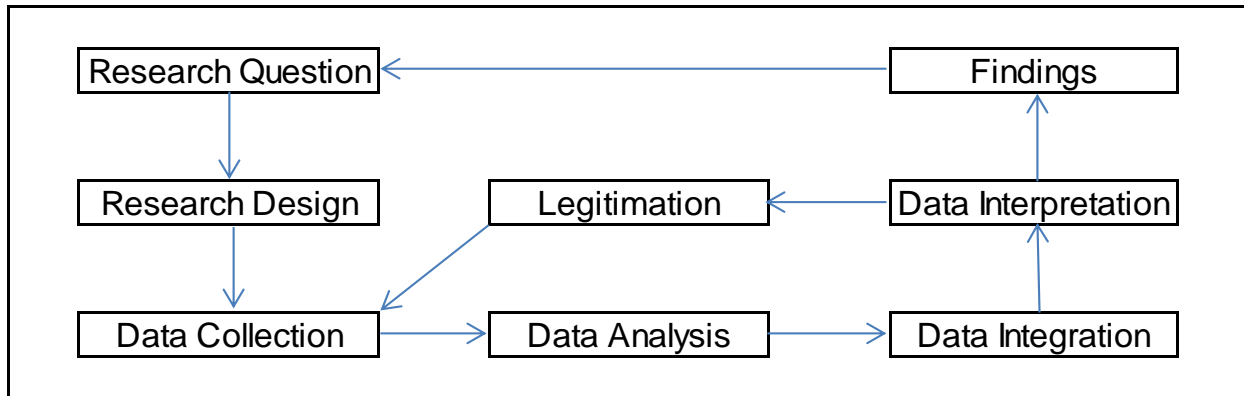 Research Question
Findings
Research Design
Legitimation
Data Interpretation
Data Collection
Data Analysis
Data Integration